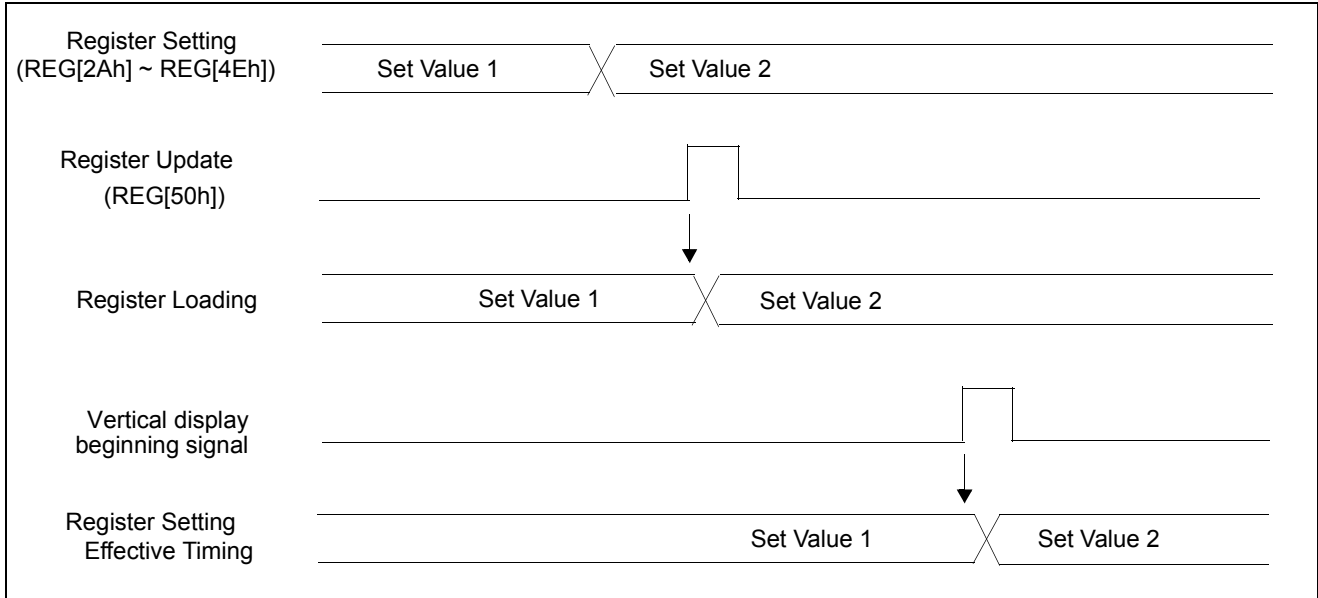 Register Setting
(REG[2Ah] ~ REG[4Eh])
Set Value 1
Set Value 2
Register Update
(REG[50h])
Register Loading
Set Value 1
Set Value 2
Vertical display
beginning signal
Register Setting
Effective Timing
Set Value 1
Set Value 2